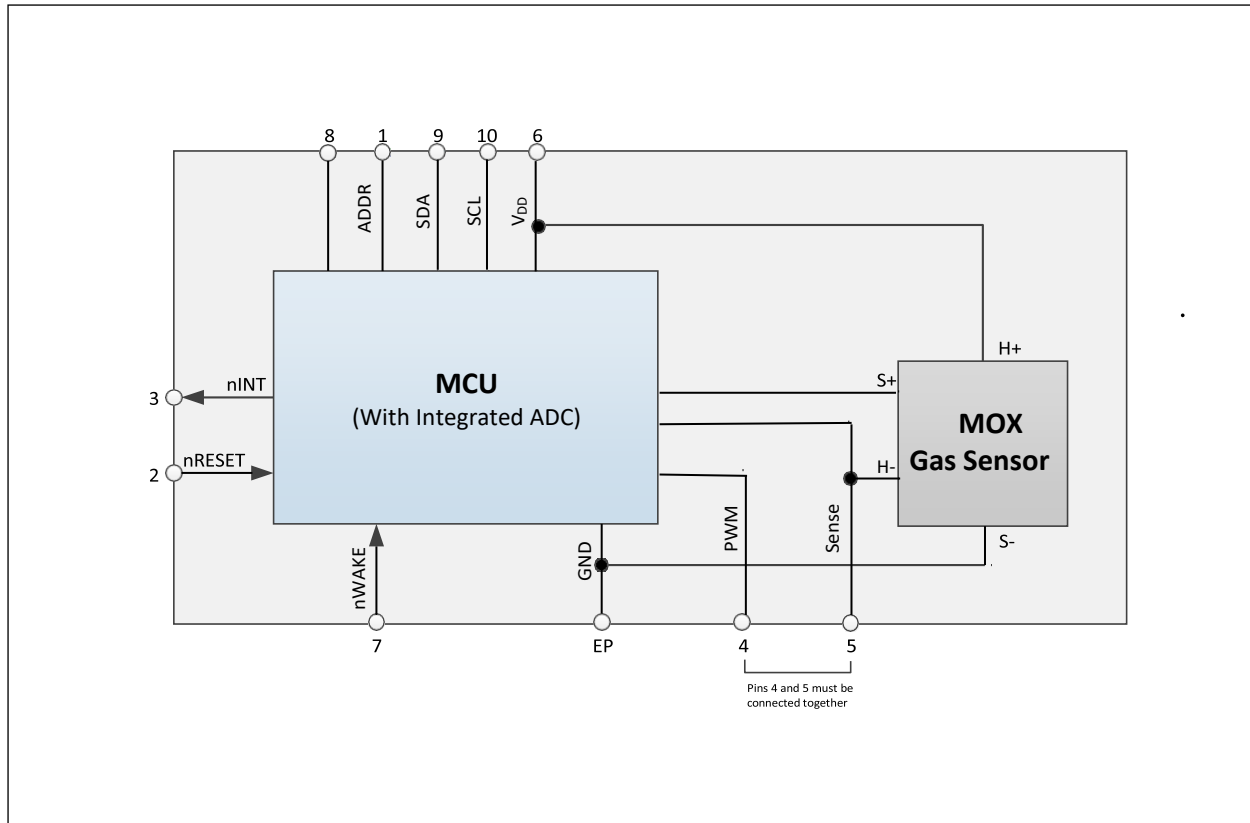 8
1
9
10
6
ADDR
SDA
SCL
VDD
H+
MCU
(With Integrated ADC)
S+
MOX
Gas Sensor
H-
S-
3
nINT
2
nRESET
nWAKE
GND
PWM
Sense
7
EP
4
5
Pins 4 and 5 must be
connected together